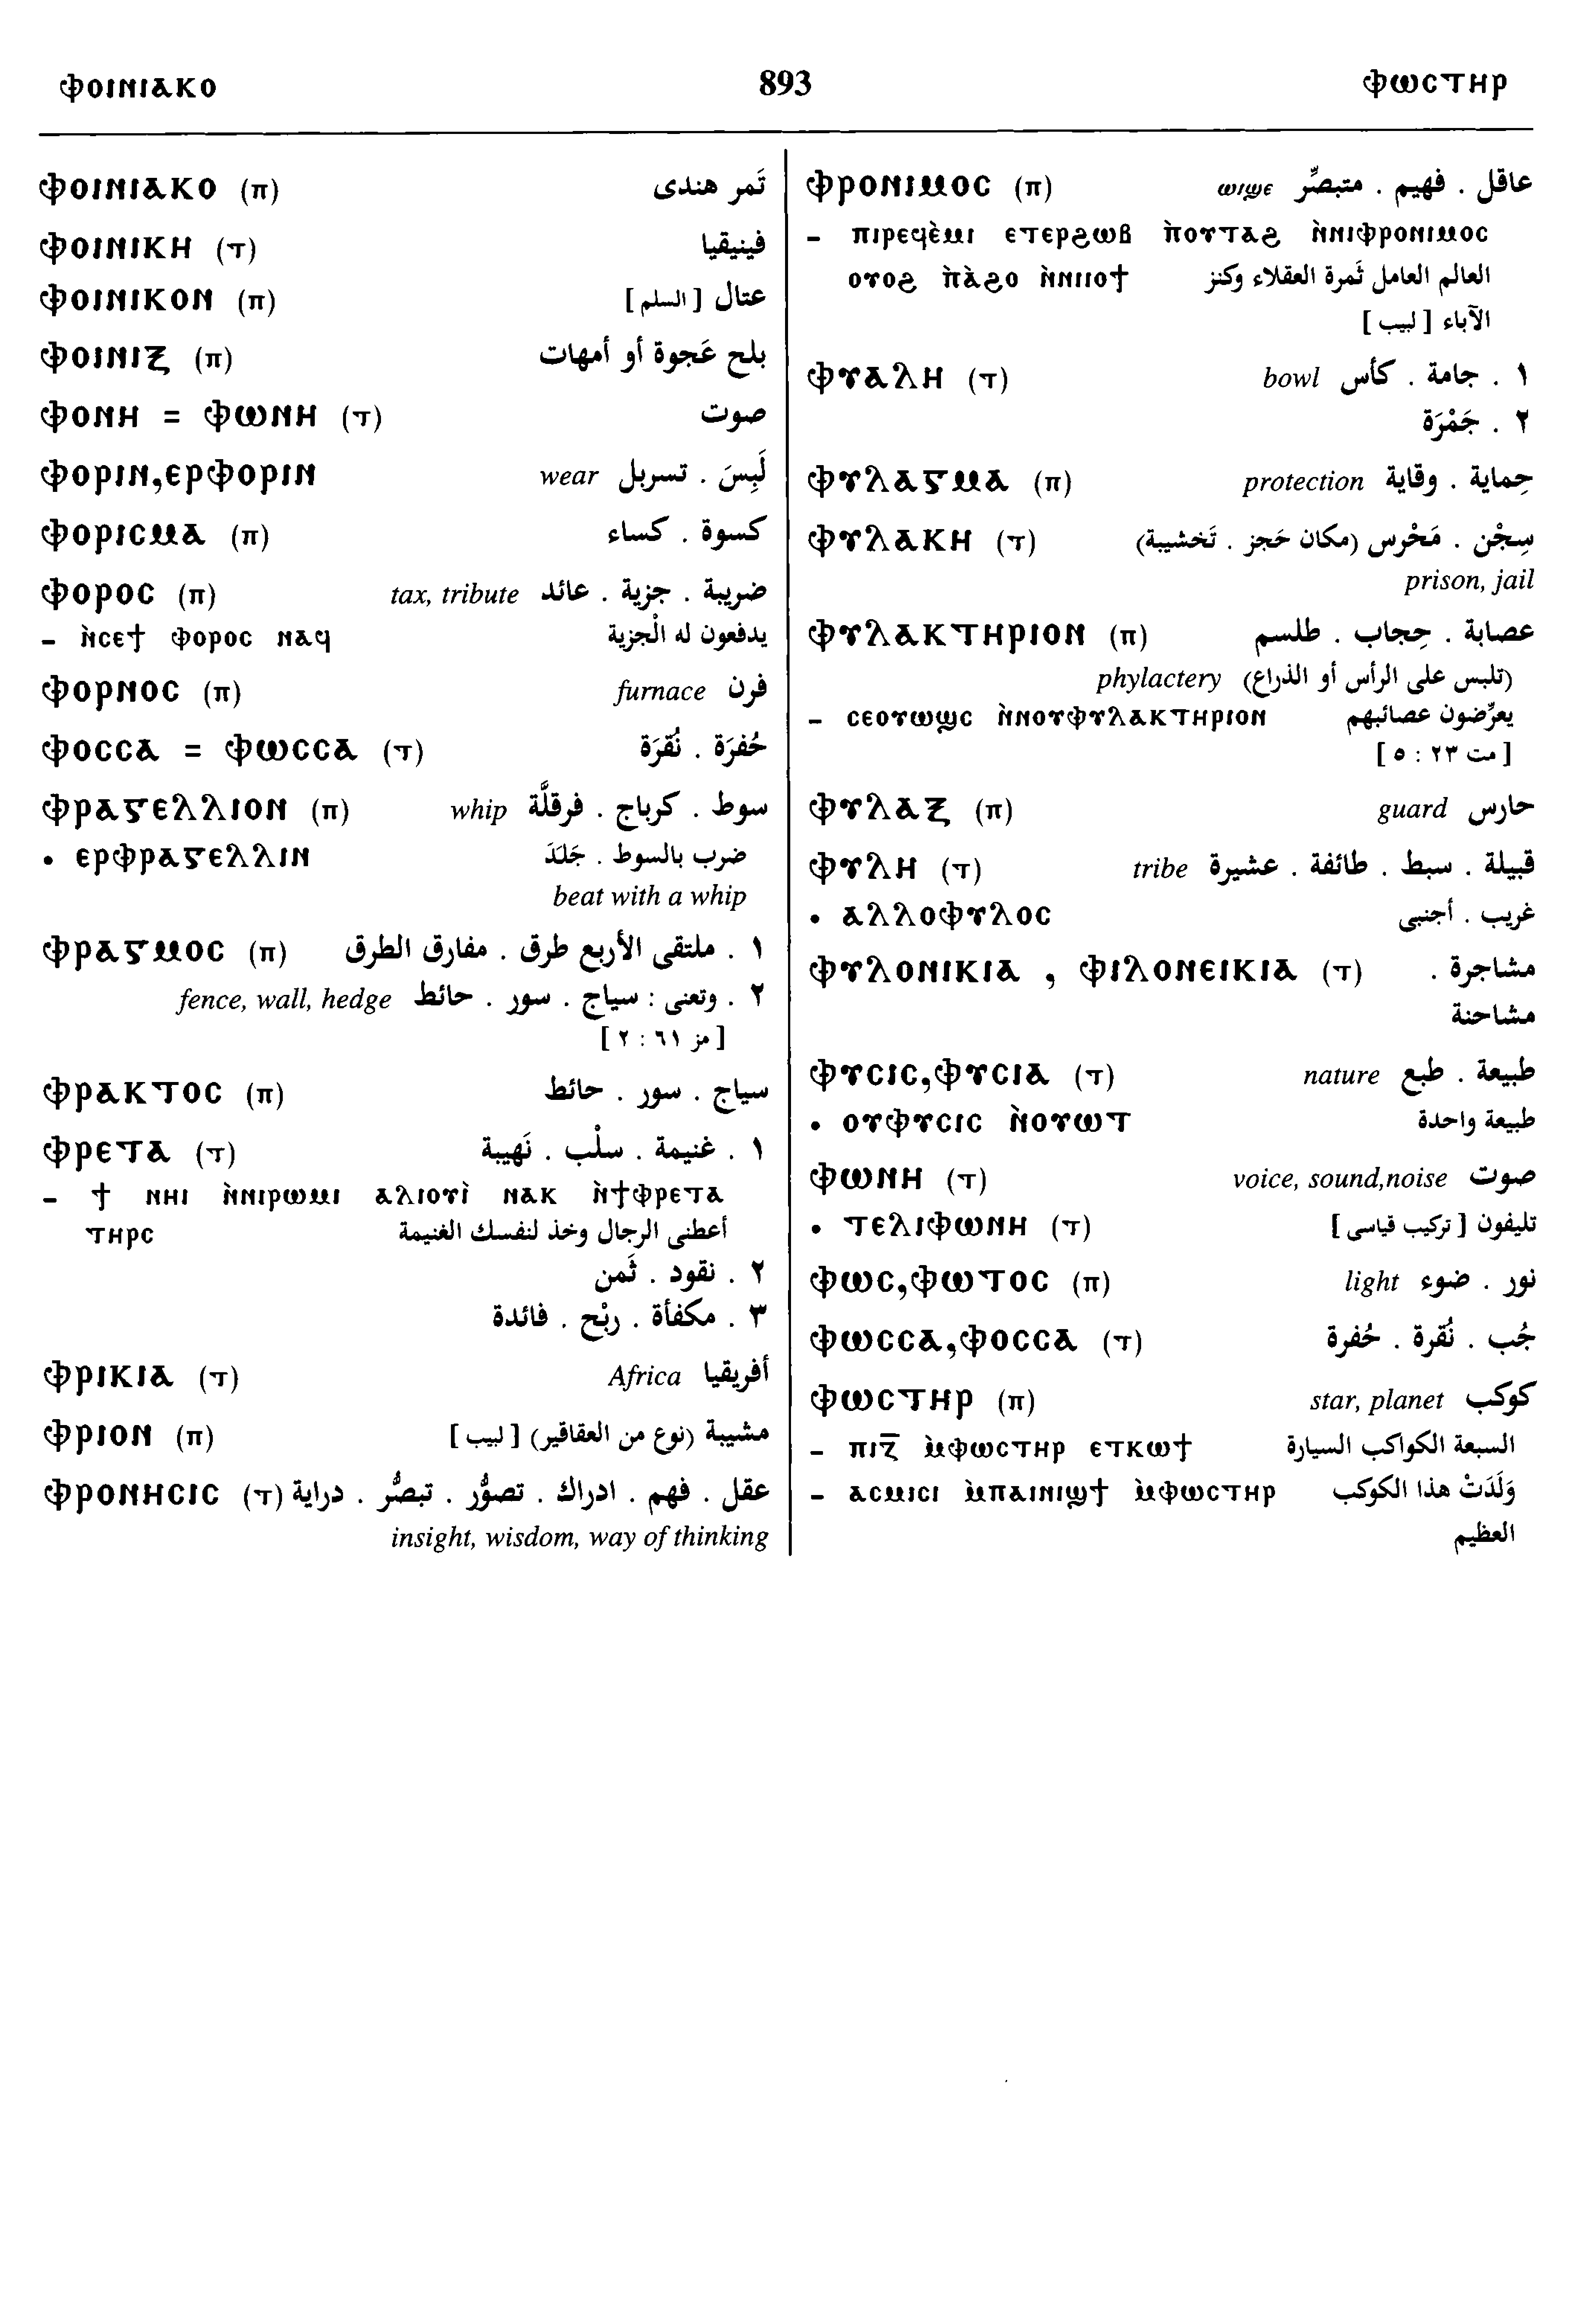 ⲫⲟⲓⲛⲓⲁⲕⲟ 893 ⲫⲱⲥⲧⲏⲣ
ⲫⲟⲓⲛⲓⲁⲕⲟ (ⲡ) تَمر هندى
ⲫⲟⲓⲛⲓⲕⲏ (ⲧ) فينيقيا
ⲫⲟⲓⲛⲓⲕⲟⲛ (ⲡ) عتال [السلم]
ⲫⲟⲓⲛⲓⲝ (ⲡ) بلح عَجوة أو أمهات
ⲫⲟⲛⲏ = ⲫⲱⲛⲏ (ⲧ) صوت
ⲫⲟⲣⲓⲛ,ⲉⲣⲫⲟⲣⲓⲛ لَبِسَ . تسربل wear
ⲫⲟⲣⲓⲥⲙⲁ (ⲡ) كسوة . كساء
ⲫⲟⲣⲟⲥ (ⲡ) ضريبة . جزية . عائد tax, tribute
– ⲛ̀ⲥⲉϯ ⲫⲟⲣⲟⲥ ⲛⲁϥ يدفعون له الْجزية
ⲫⲟⲣⲛⲟⲥ (ⲡ) فرن furnace
ⲫⲟⲥⲥⲁ = ⲫⲱⲥⲥⲁ (ⲧ) حُفرَة . نُقرَة
ⲫⲣⲁⲅⲉⲗⲗⲓⲟⲛ (ⲡ) سوط . كرباج . فرقلَّة whip
• ⲉⲣⲫⲣⲁⲅⲉⲗⲗⲓⲛ ضرب بالسوط . جَلَدَ
beat with a whip
ⲫⲣⲁⲅⲙⲟⲥ (ⲡ) ١ . ملتقى الأربع طرق . مفارق الطرق
٢ . وتعنى : سياج . سور . حائط fence, wall, hedge
[مز ٦١ : ٢]
ⲫⲣⲁⲕⲧⲟⲥ (ⲡ) سياج . سور . حائط
ⲫⲣⲉⲧⲁ (ⲧ) ١ . غنيمة . سلْب . نَهيبة
– ϯ ⲛⲏⲓ ⲛ̀ⲛⲓⲣⲱⲙⲓ ⲁⲗⲓⲟⲩⲓ̀ ⲛⲁⲕ ⲛ̀ϯⲫⲣⲉⲧⲁ
ⲧⲏⲣⲥ أعطنى الرجال وخذ لنفسك الغنيمة
٢ . نقود . ثَمن
٣ . مكفأة . ربْح . فائدة
ⲫⲣⲓⲕⲓⲁ (ⲧ) أفريقيا Africa
ⲫⲣⲓⲟⲛ (ⲡ) مشيبة (نوع من العقاقير) [لبيب]
ⲫⲣⲟⲛⲏⲥⲓⲥ (ⲧ) عقل . فهم . ادراك . تصوُّر . تبصُّر . دراية
insight, wisdom, way of thinking
ⲫⲣⲟⲛⲓⲙⲟⲥ (ⲡ) عاقل . فهيم . متبصِّر ⲱⲓϣⲉ
– ⲡⲓⲣⲉϥⲉ̀ⲙⲓ ⲉⲧⲉⲣϩⲱⲃ ⲡ̀ⲟⲩⲧⲁϩ ⲛ̀ⲛⲓⲫⲣⲟⲛⲓⲙⲟⲥ
ⲟⲩⲟϩ ⲡ̀ⲁ̀ϩⲟ ⲛ̀ⲛⲓⲓⲟϯ العالم العامل ثَمرة العقلاء وكنز
الآباء [لبيب]
ⲫⲩⲁⲗⲏ (ⲧ) ١ . جامة . كأس bowl
٢ . جَمْرَة
ⲫⲩⲗⲁⲅⲙⲁ (ⲡ) حِماية . وقاية protection
ⲫⲩⲗⲁⲕⲏ (ⲧ) سِجْن . مَحْرس (مكان حَجز . تَخشيبة)
prison, jail
ⲫⲩⲗⲁⲕⲧⲏⲣⲓⲟⲛ (ⲡ) عصابة . حِجاب . طلسم
(تلبس على الرأس أو الذراع) phylactery
– ⲥⲉⲟⲩⲱϣⲥ ⲛ̀ⲛⲟⲩⲫⲩⲗⲁⲕⲧⲏⲣⲓⲟⲛ يعرِّضون عصائبهم
[مت ٢٣ : ٥]
ⲫⲩⲗⲁⲝ (ⲡ) حارس guard
ⲫⲩⲗⲏ (ⲧ) قبيلة . سبط . طائفة . عشيرة tribe
• ⲁⲗⲗⲟⲫⲩⲗⲟⲥ غريب . أجنبى
ⲫⲩⲗⲟⲛⲓⲕⲓⲁ , ⲫⲓⲗⲟⲛⲉⲓⲕⲓⲁ (ⲧ) مشاجرة .
مشاحنة
ⲫⲩⲥⲓⲥ,ⲫⲩⲥⲓⲁ (ⲧ) طبيعة . طبع nature
• ⲟⲩⲫⲩⲥⲓⲥ ⲛ̀ⲟⲩⲱⲧ طبيعة واحدة
ⲫⲱⲛⲏ (ⲧ) صوت voice, sound,noise
• ⲧⲉⲗⲓⲫⲱⲛⲏ (ⲧ) تليفون [تركيب قياسى]
ⲫⲱⲥ,ⲫⲱⲧⲟⲥ (ⲡ) نور . ضوء light
ⲫⲱⲥⲥⲁ,ⲫⲟⲥⲥⲁ (ⲧ) جُب . نُقرة . حُفرة
ⲫⲱⲥⲧⲏⲣ (ⲡ) كوكب star, planet
– ⲡⲓⲍ̅ ⲙ̀ⲫⲱⲥⲧⲏⲣ ⲉⲧⲕⲱϯ السبعة الكواكب السيارة
– ⲁⲥⲙⲓⲥⲓ ⲙ̀ⲡⲁⲓⲛⲓϣϯ ⲙ̀ⲫⲱⲥⲧⲏⲣ وَلَدَتْ هذا الكوكب
العظيم